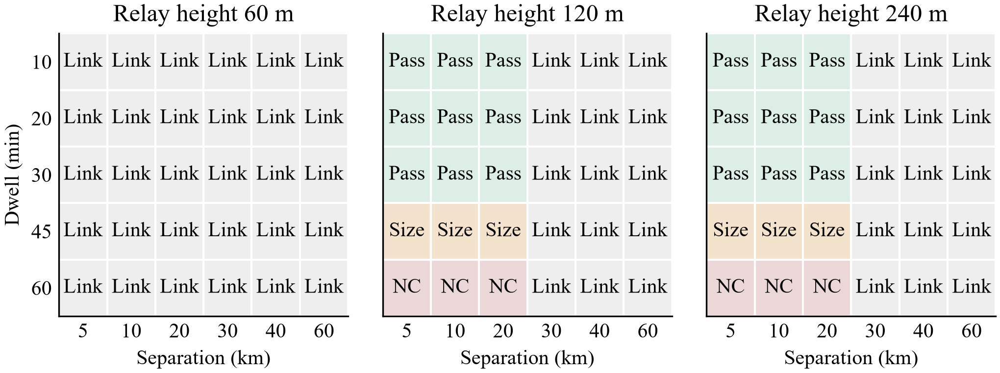 Relay height 60 m Relay height 120 m Relay height 240 m
Dwell (min)
10 Link Link Link Link Link Link Pass Pass Pass Link Link Link Pass Pass Pass Link Link Link
20 Link Link Link Link Link Link Pass Pass Pass Link Link Link Pass Pass Pass Link Link Link
30 Link Link Link Link Link Link Pass Pass Pass Link Link Link Pass Pass Pass Link Link Link
45 Link Link Link Link Link Link Size Size Size Link Link Link Size Size Size Link Link Link
60 Link Link Link Link Link Link NC NC NC Link Link Link NC NC NC Link Link Link
5 10 20 30 40 60 5 10 20 30 40 60 5 10 20 30 40 60
Separation (km) Separation (km) Separation (km)